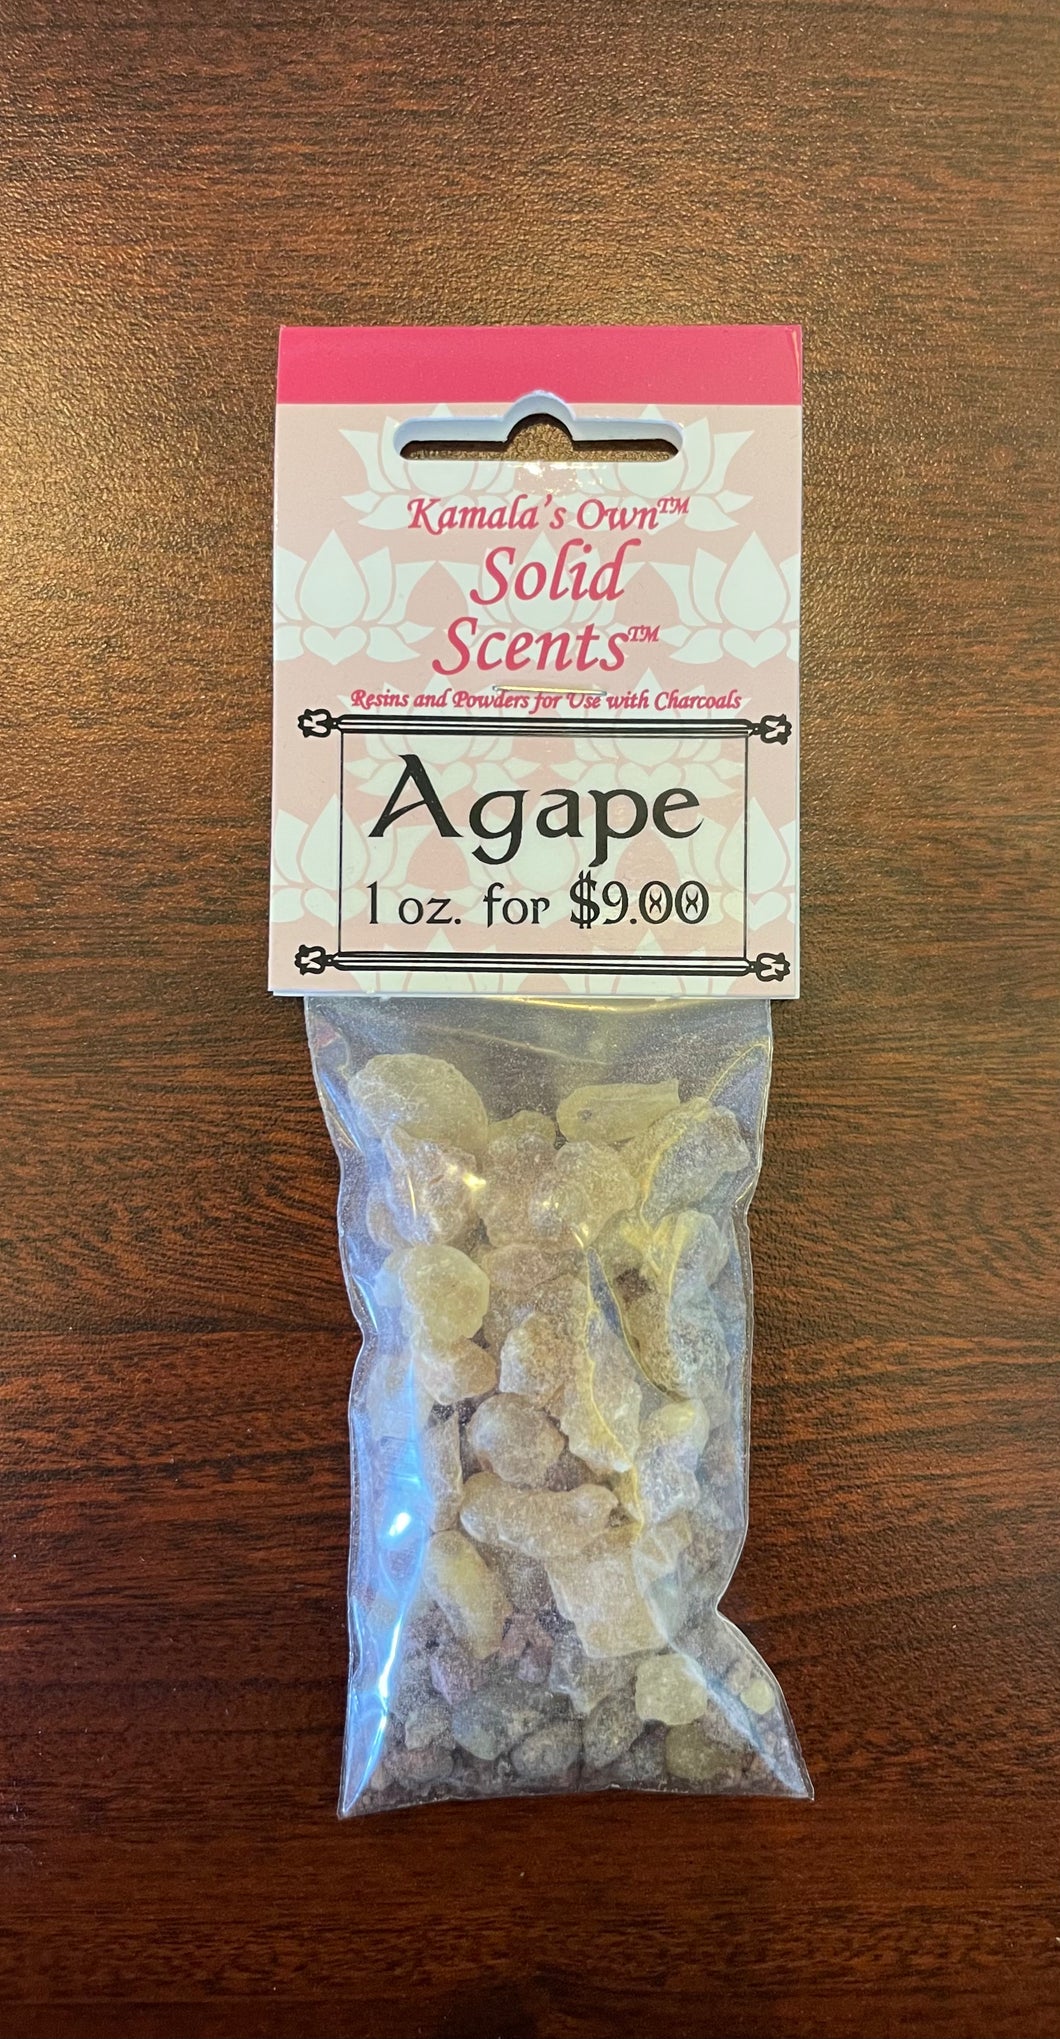 Kamala's Own™
Solid
Scents™
Resins and Powders for Use with Charcoals
Agape
1 oz. for $9.00